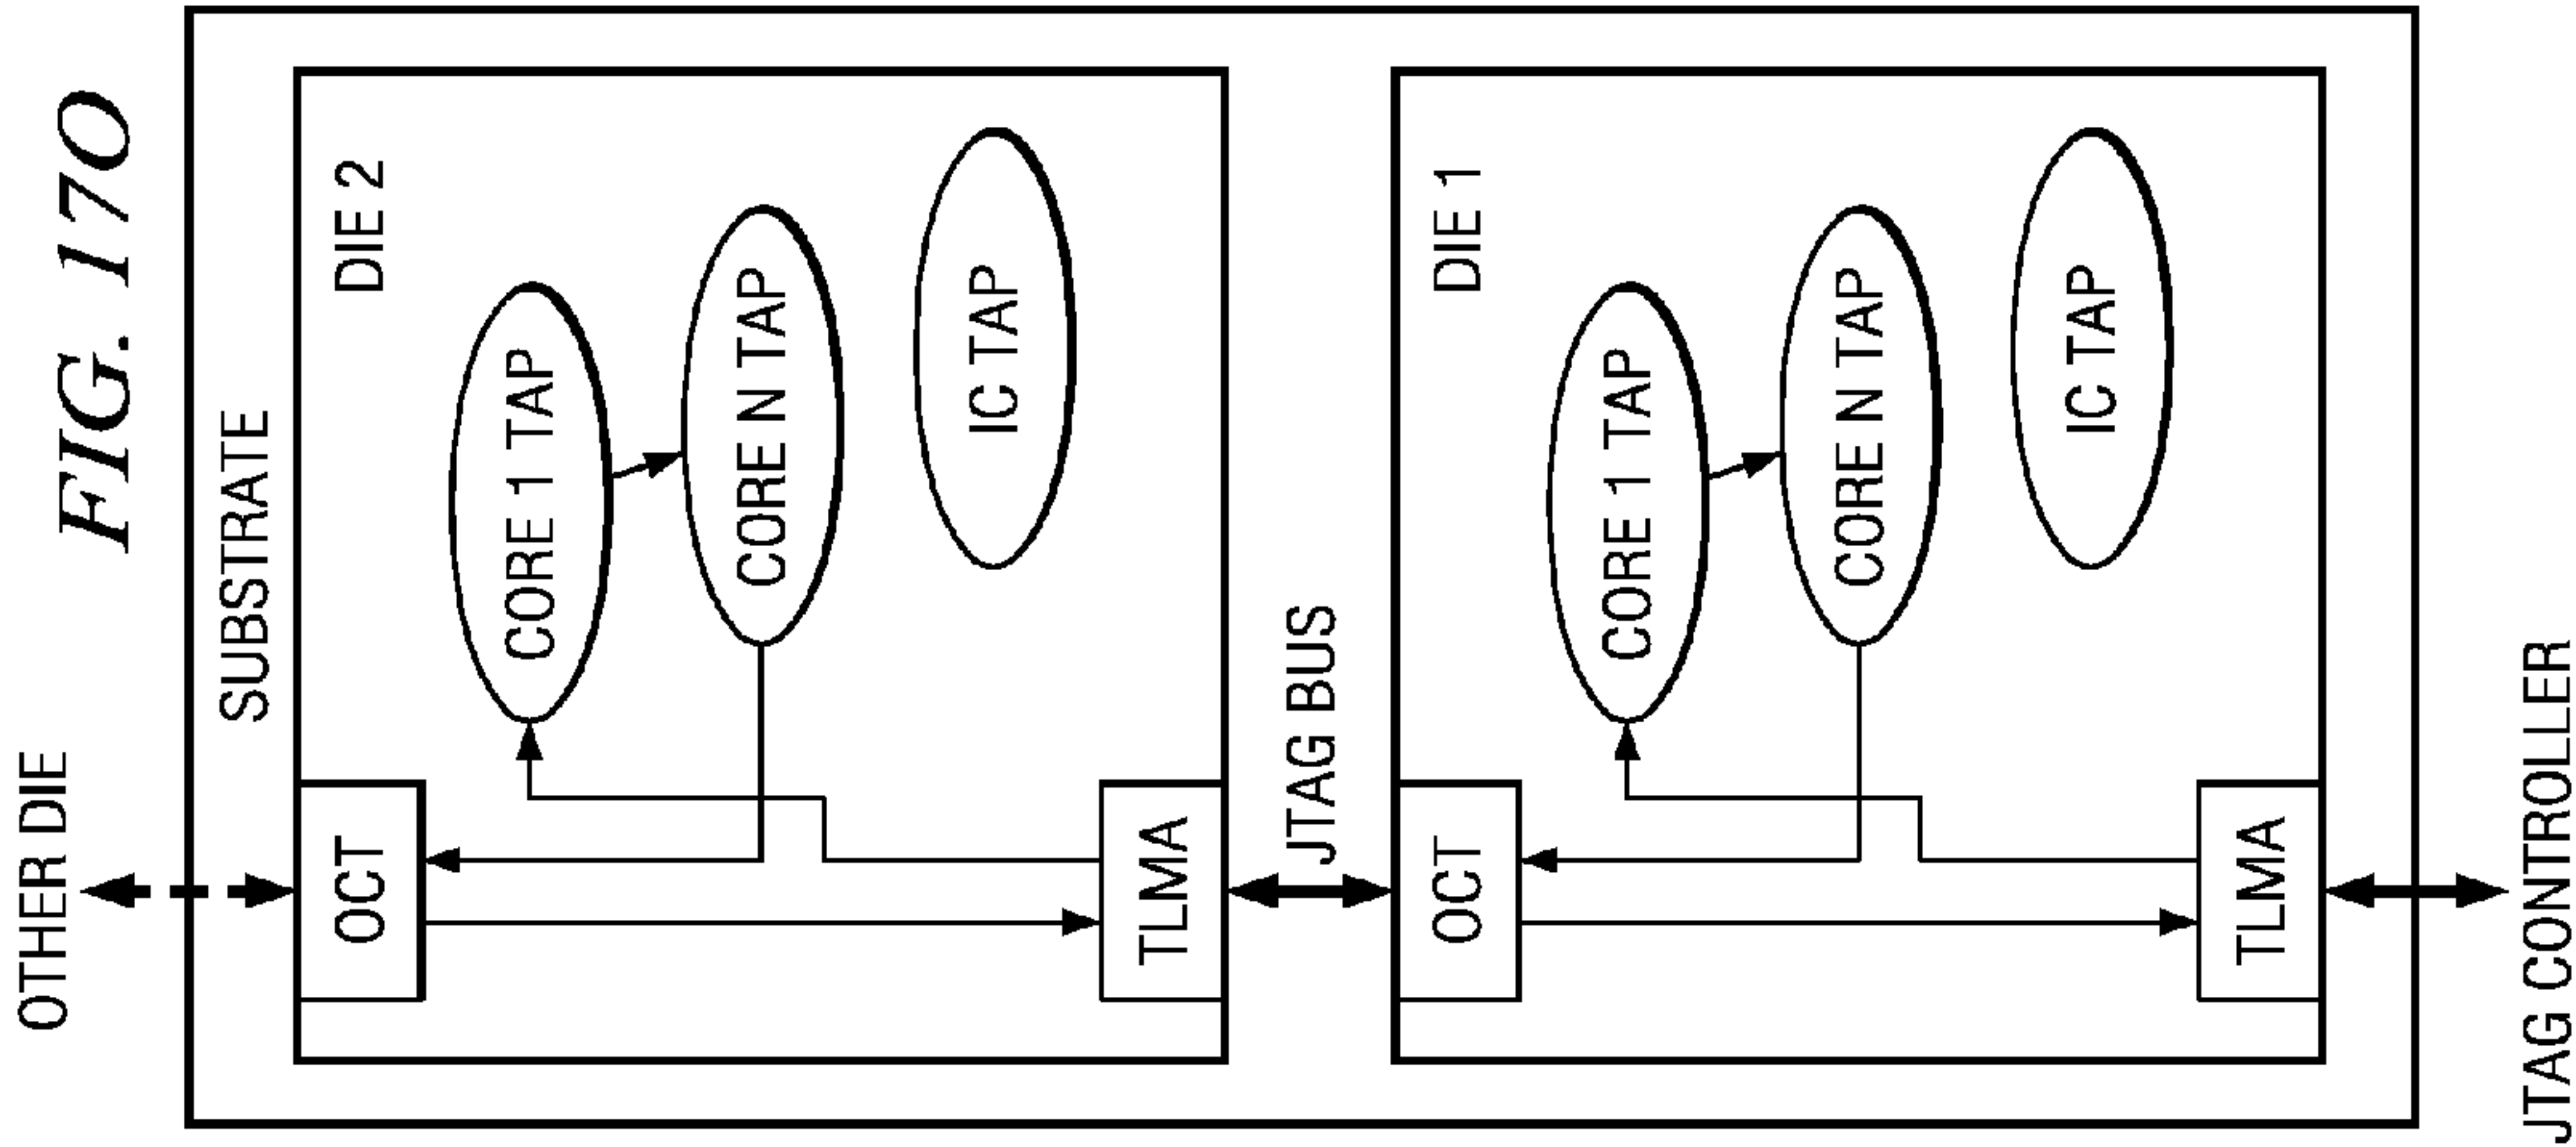 OTHER DIE
FIG. 17O
SUBSTRATE
OCT
DIE 2
CORE 1 TAP
CORE N TAP
IC TAP
TLMA
JTAG BUS
OCT
DIE 1
CORE 1 TAP
CORE N TAP
IC TAP
TLMA
JTAG CONTROLLER